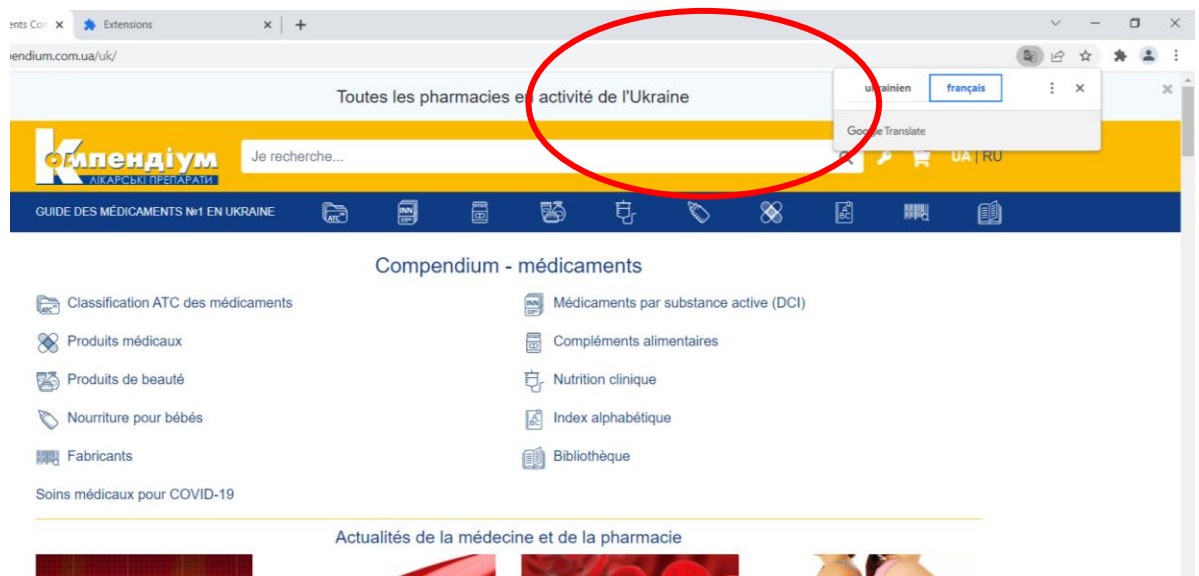 ents Con
Extensions
pendium.com.ua/uk/
Toutes les pharmacies en activité de l'Ukraine
ukrainien français
Google Translate
Компендіум
ЛІКАРСЬКІ ПРЕПАРАТИ
Je recherche...
UA | RU
GUIDE DES MÉDICAMENTS №1 EN UKRAINE
ATC
INN
Compendium - médicaments
Classification ATC des médicaments
Médicaments par substance active (DCI)
Produits médicaux
Compléments alimentaires
Produits de beauté
Nutrition clinique
Nourriture pour bébés
Index alphabétique
Fabricants
Bibliothèque
Soins médicaux pour COVID-19
Actualités de la médecine et de la pharmacie